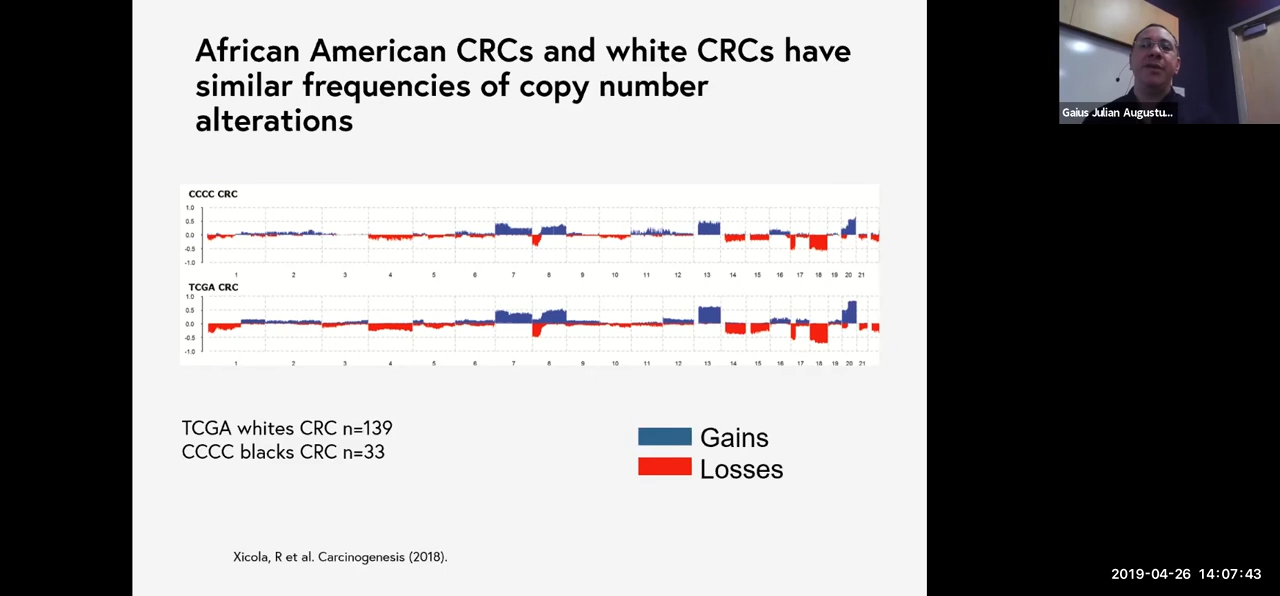 African American CRCs and white CRCs have
similar frequencies of copy number
alterations
Gaius Julian Augustu...
CCCC CRC
1.0
0.5
0.0
-0.5
-1.0
1 2 3 4 5 6 7 8 9 10 11 12 13 14 15 16 17 18 19 20 21
TCGA CRC
1.0
0.5
0.0
-0.5
-1.0
1 2 3 4 5 6 7 8 9 10 11 12 13 14 15 16 17 18 19 20 21
TCGA whites CRC n=139
CCCC blacks CRC n=33
Gains
Losses
Xicola, R et al. Carcinogenesis (2018).
2019-04-26 14:07:43